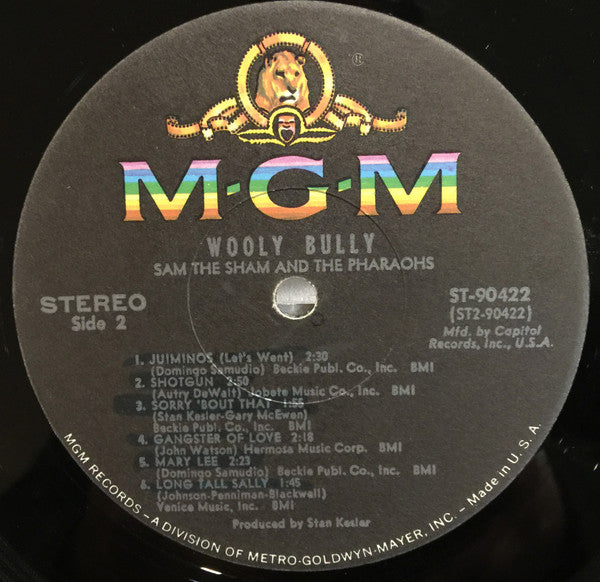 ®
M·G·M
WOOLY BULLY
SAM THE SHAM AND THE PHARAOHS
STEREO
Side 2
ST-90422
(ST2-90422)
Mfd. by Capitol
Records, Inc., U.S.A.
1. JUIMINOS (Let's Went) 2:30
(Domingo Samudio) Beckie Publ. Co., Inc. BMI
2. SHOTGUN 2:50
(Autry DeWalt) Jobete Music Co., Inc. BMI
3. SORRY 'BOUT THAT 1:55
(Stan Kesler-Gary McEwen)
Beckie Publ. Co., Inc. BMI
4. GANGSTER OF LOVE 2:18
(John Watson) Hermosa Music Corp. BMI
5. MARY LEE 2:23
(Domingo Samudio) Beckie Publ. Co., Inc. BMI
6. LONG TALL SALLY 1:45
(Johnson-Penniman-Blackwell)
Venice Music, Inc. BMI
Produced by Stan Kesler
MGM RECORDS – A DIVISION OF METRO-GOLDWYN-MAYER, INC. – Made in U.S.A.